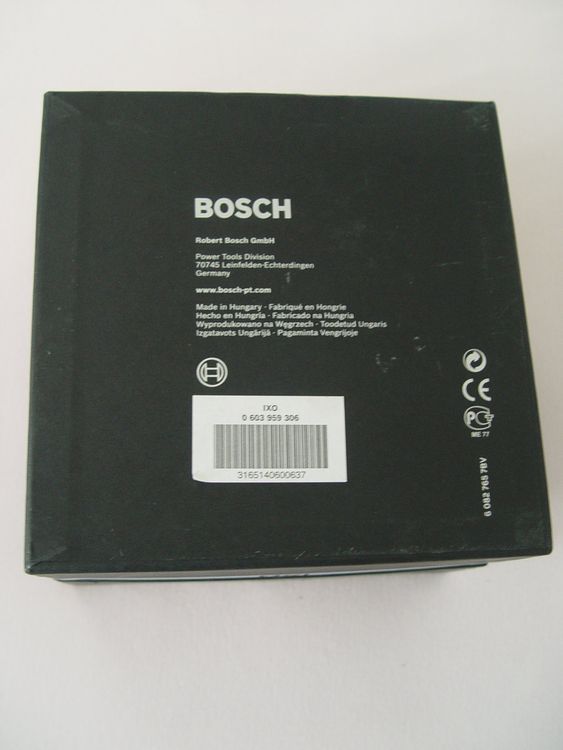 BOSCH
Robert Bosch GmbH
Power Tools Division
70745 Leinfelden-Echterdingen
Germany
www.bosch-pt.com
Made in Hungary · Fabriqué en Hongrie
Hecho en Hungría · Fabricado na Hungria
Wyprodukowano na Węgrzech · Toodetud Ungaris
Izgatavots Ungārijā · Pagaminta Vengrijoje
IXO
0 603 959 306
3165140600637
CE
PC
ME 77
6 082 765 7BV